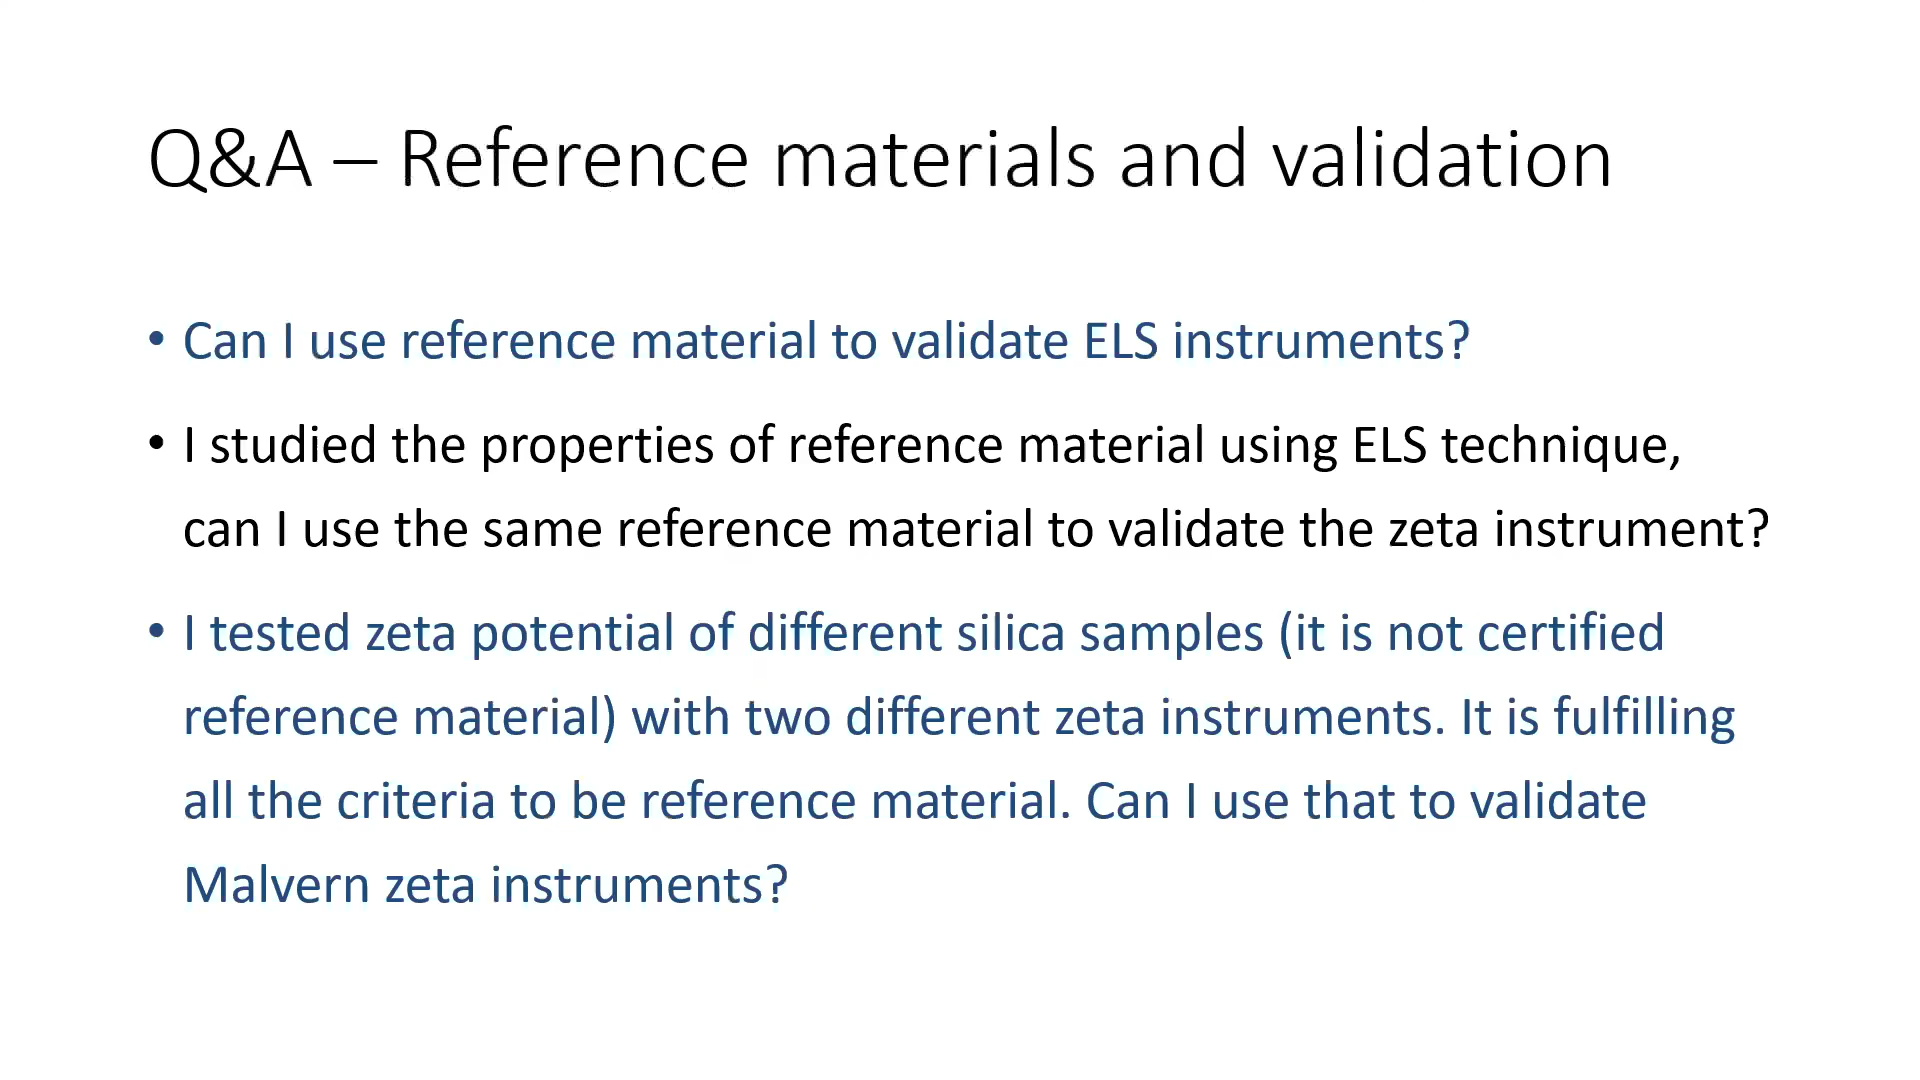 Q&A – Reference materials and validation
• Can I use reference material to validate ELS instruments?
• I studied the properties of reference material using ELS technique,
can I use the same reference material to validate the zeta instrument?
• I tested zeta potential of different silica samples (it is not certified
reference material) with two different zeta instruments. It is fulfilling
all the criteria to be reference material. Can I use that to validate
Malvern zeta instruments?